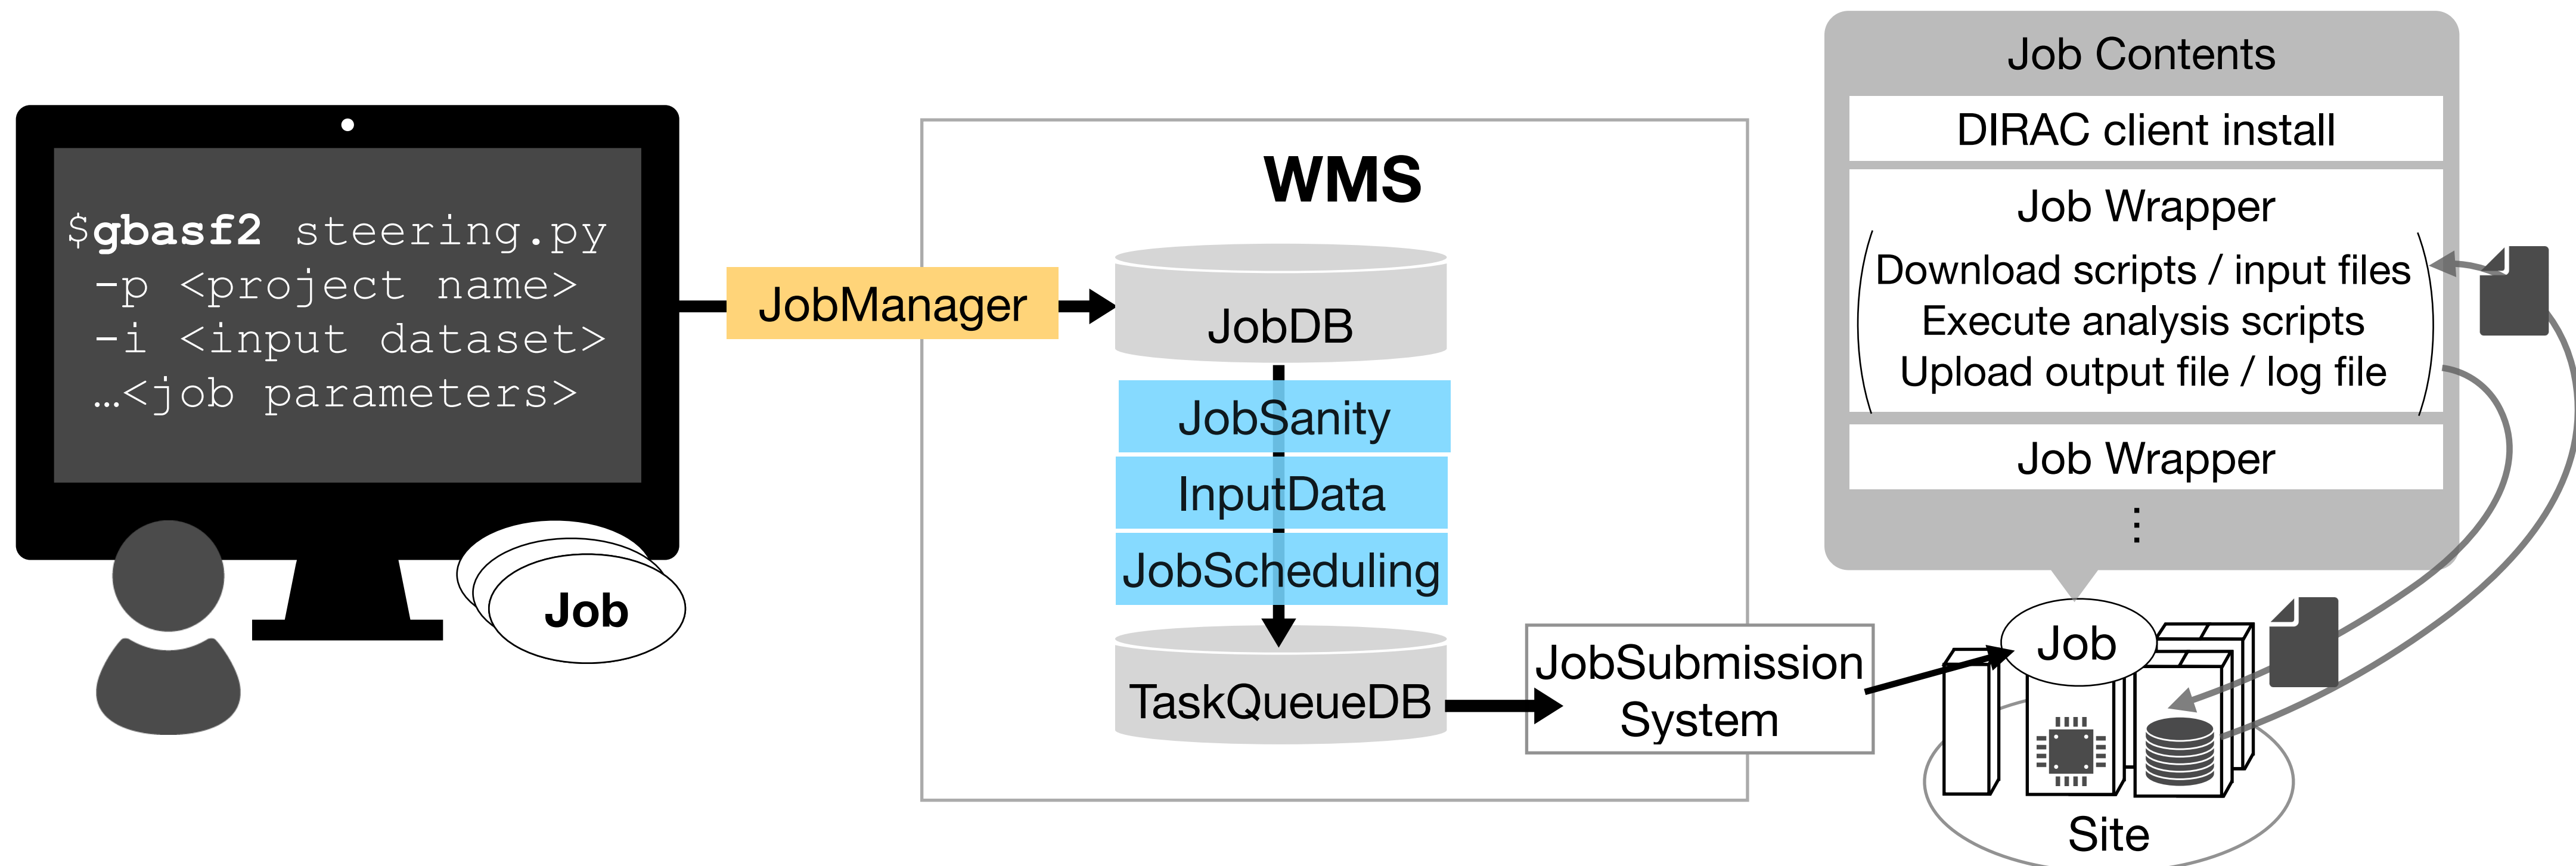 $gbasf2 steering.py
-p <project name>
-i <input dataset>
…<job parameters>
Job
JobManager
WMS
JobDB
JobSanity
InputData
JobScheduling
TaskQueueDB
JobSubmission
System
Job Contents
DIRAC client install
Job Wrapper
Download scripts / input files
Execute analysis scripts
Upload output file / log file
Job Wrapper
⋮
Job
Site